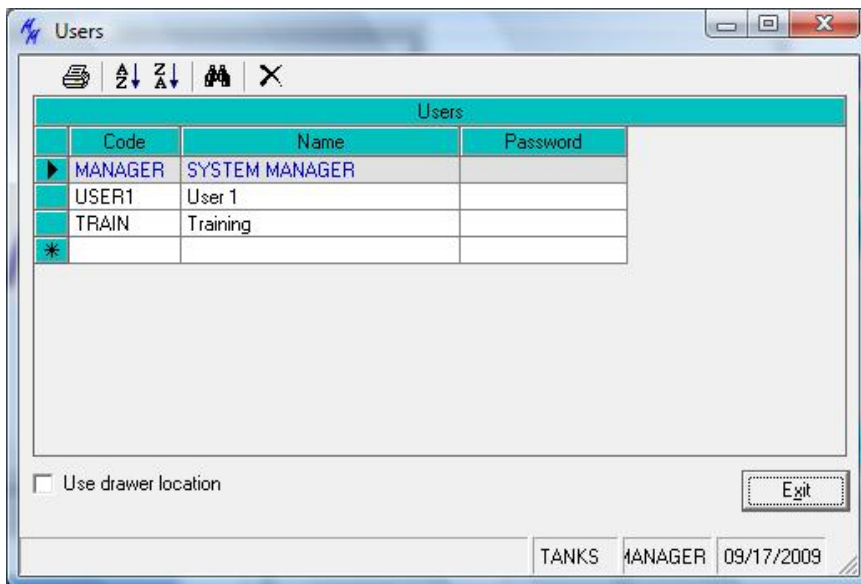 Users
Users
Code Name Password
MANAGER SYSTEM MANAGER
USER1 User 1
TRAIN Training
Use drawer location
Exit
TANKS MANAGER 09/17/2009